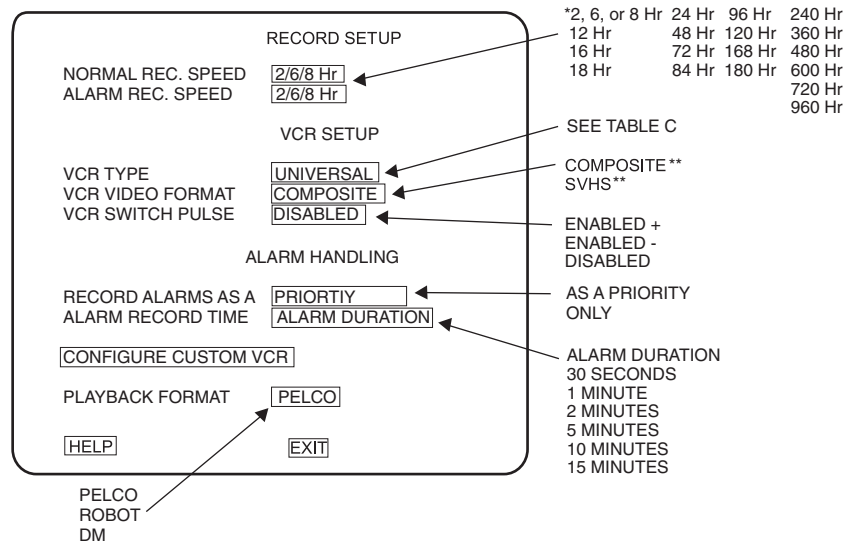 *2, 6, or 8 Hr 24 Hr 96 Hr 240 Hr
12 Hr 48 Hr 120 Hr 360 Hr
16 Hr 72 Hr 168 Hr 480 Hr
18 Hr 84 Hr 180 Hr 600 Hr
720 Hr
960 Hr
RECORD SETUP
NORMAL REC. SPEED 2/6/8 Hr
ALARM REC. SPEED 2/6/8 Hr
VCR SETUP
SEE TABLE C
VCR TYPE UNIVERSAL
VCR VIDEO FORMAT COMPOSITE
VCR SWITCH PULSE DISABLED
COMPOSITE**
SVHS**
ENABLED +
ENABLED -
DISABLED
ALARM HANDLING
RECORD ALARMS AS A PRIORTIY
ALARM RECORD TIME ALARM DURATION
AS A PRIORITY
ONLY
CONFIGURE CUSTOM VCR
ALARM DURATION
30 SECONDS
1 MINUTE
2 MINUTES
5 MINUTES
10 MINUTES
15 MINUTES
PLAYBACK FORMAT PELCO
HELP EXIT
PELCO
ROBOT
DM